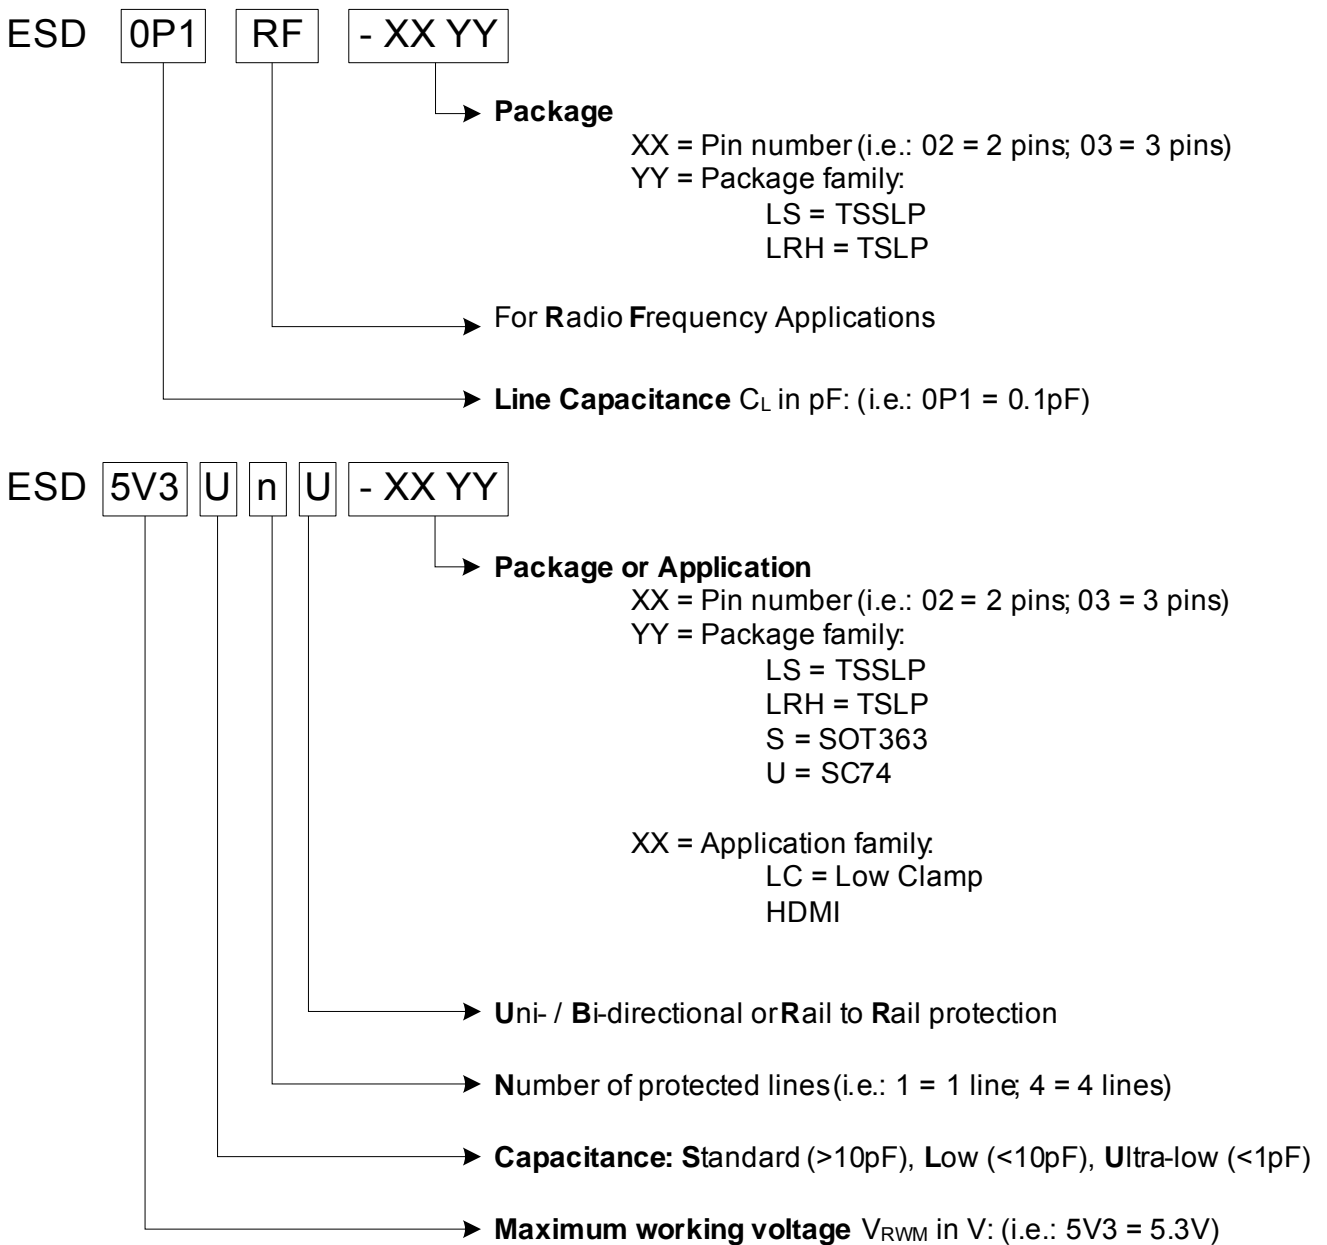 ESD 0P1 RF - XX YY
Package
XX = Pin number (i.e.: 02 = 2 pins; 03 = 3 pins)
YY = Package family:
LS = TSSLP
LRH = TSLP
For Radio Frequency Applications
Line Capacitance CL in pF: (i.e.: 0P1 = 0.1pF)
ESD 5V3 U n U - XX YY
Package or Application
XX = Pin number (i.e.: 02 = 2 pins; 03 = 3 pins)
YY = Package family:
LS = TSSLP
LRH = TSLP
S = SOT363
U = SC74
XX = Application family:
LC = Low Clamp
HDMI
Uni- / Bi-directional or Rail to Rail protection
Number of protected lines (i.e.: 1 = 1 line; 4 = 4 lines)
Capacitance: Standard (>10pF), Low (<10pF), Ultra-low (<1pF)
Maximum working voltage VRWM in V: (i.e.: 5V3 = 5.3V)